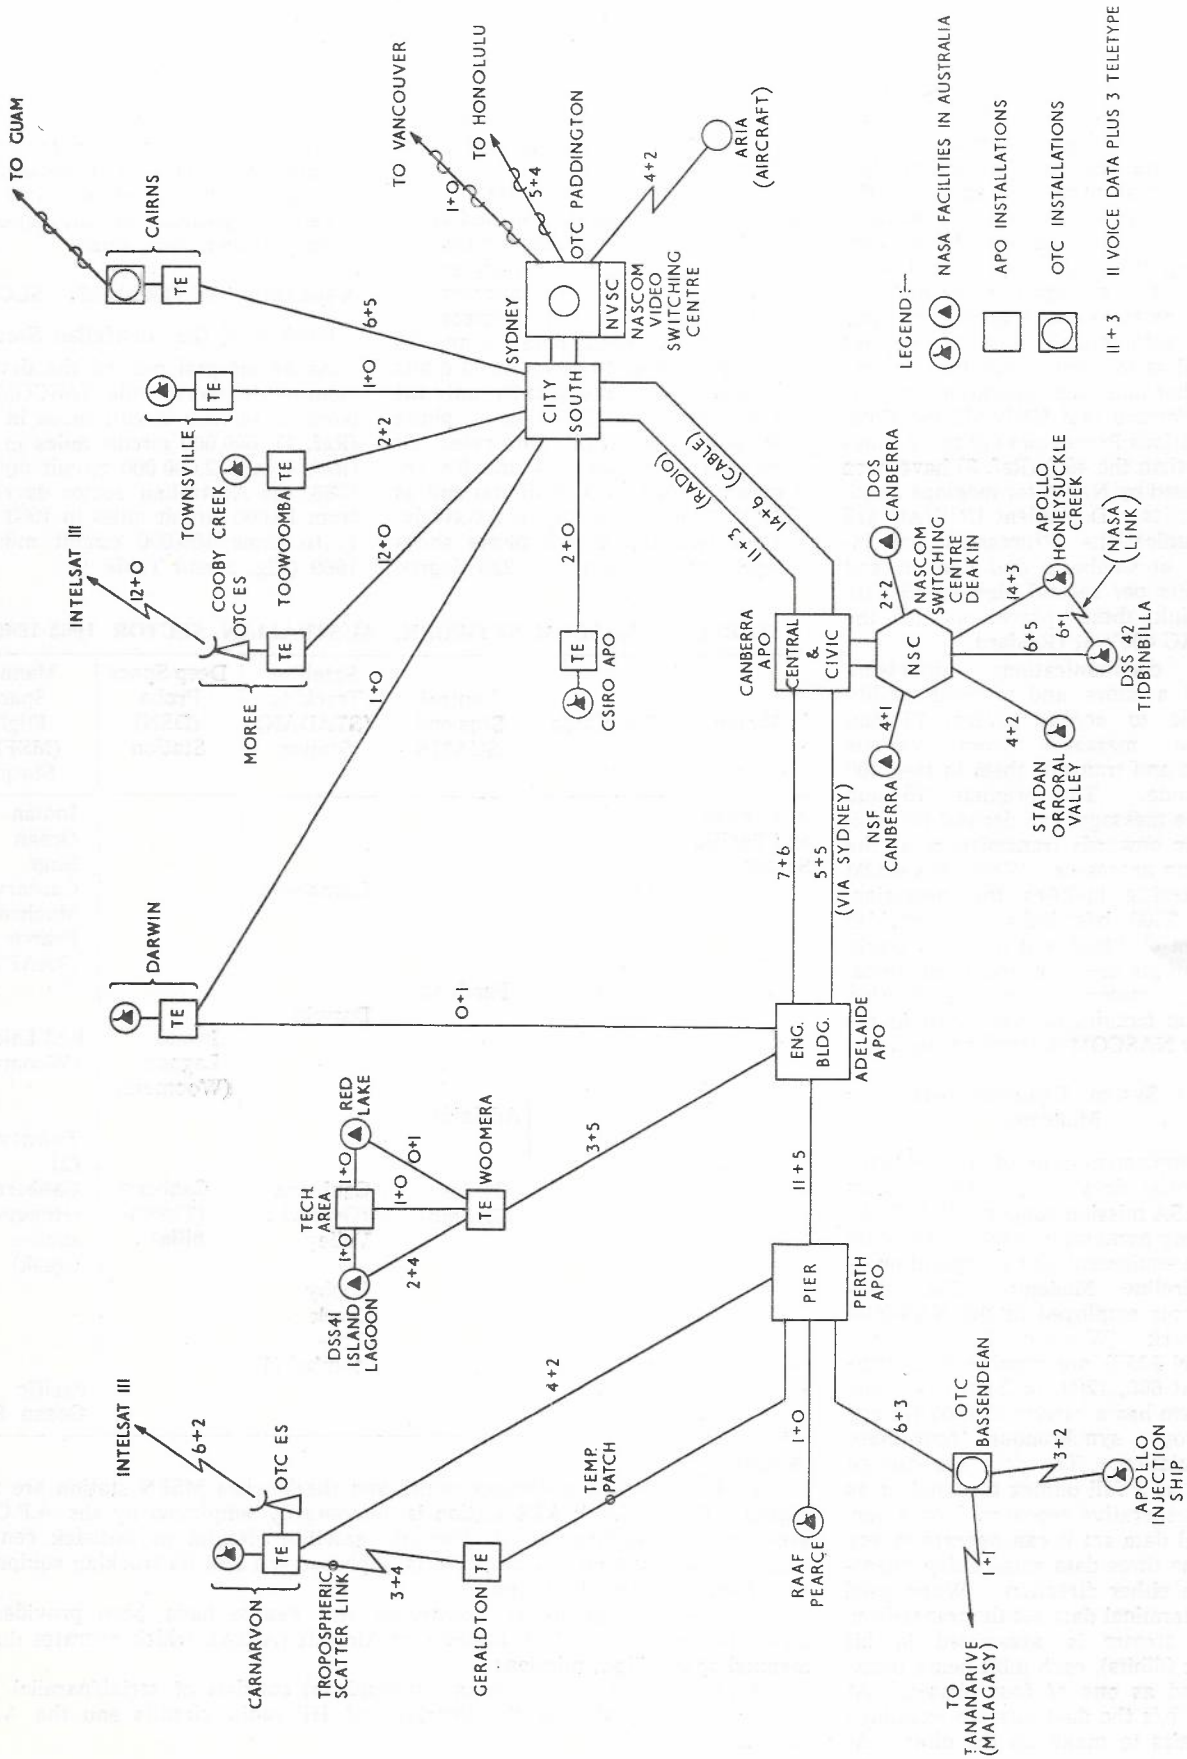 TO GUAM
CAIRNS
TE
6+5
TOWNSVILLE
TE
1+0
COOBY CREEK
TOOWOOMBA
TE
2+2
INTELSAT III
12+0
OTC ES
MOREE
TE
12+0
1+0
DARWIN
TE
0+1
SYDNEY
CITY
SOUTH
NVSC
OTC PADDINGTON
NASCOM
VIDEO
SWITCHING
CENTRE
TO VANCOUVER
1+0
TO HONOLULU
5+4
4+2
ARIA
(AIRCRAFT)
2+0
TE
CSIRO APO
11+3 (RADIO)
14+6 (CABLE)
CANBERRA
APO
CENTRAL
&
CIVIC
NSC
NASCOM
SWITCHING
CENTRE
DEAKIN
4+1
NSF
CANBERRA
2+2
DOS
CANBERRA
14+3
APOLLO
HONEYSUCKLE
CREEK
6+5
6+1
(NASA
LINK)
DSS 42
TIDBINBILLA
4+2
STADAN
ORRORAL
VALLEY
7+6
5+5
(VIA SYDNEY)
ENG.
BLDG.
ADELAIDE
APO
3+5
TE
WOOMERA
RED
LAKE
0+1
1+0
1+0
TECH.
AREA
1+0
2+4
DSS41
ISLAND
LAGOON
11+5
PIER
PERTH
APO
4+2
INTELSAT III
6+2
OTC ES
TE
CARNARVON
TROPOSPHERIC
SCATTER LINK
3+4
TE
GERALDTON
TEMP.
PATCH
1+0
RAAF
PEARCE
6+3
OTC
BASSENDEAN
3+2
APOLLO
INJECTION
SHIP
1+1
TO
TANANARIVE
(MALAGASY)
LEGEND:—
NASA FACILITIES IN AUSTRALIA
APO INSTALLATIONS
OTC INSTALLATIONS
11+3 11 VOICE DATA PLUS 3 TELETYPE